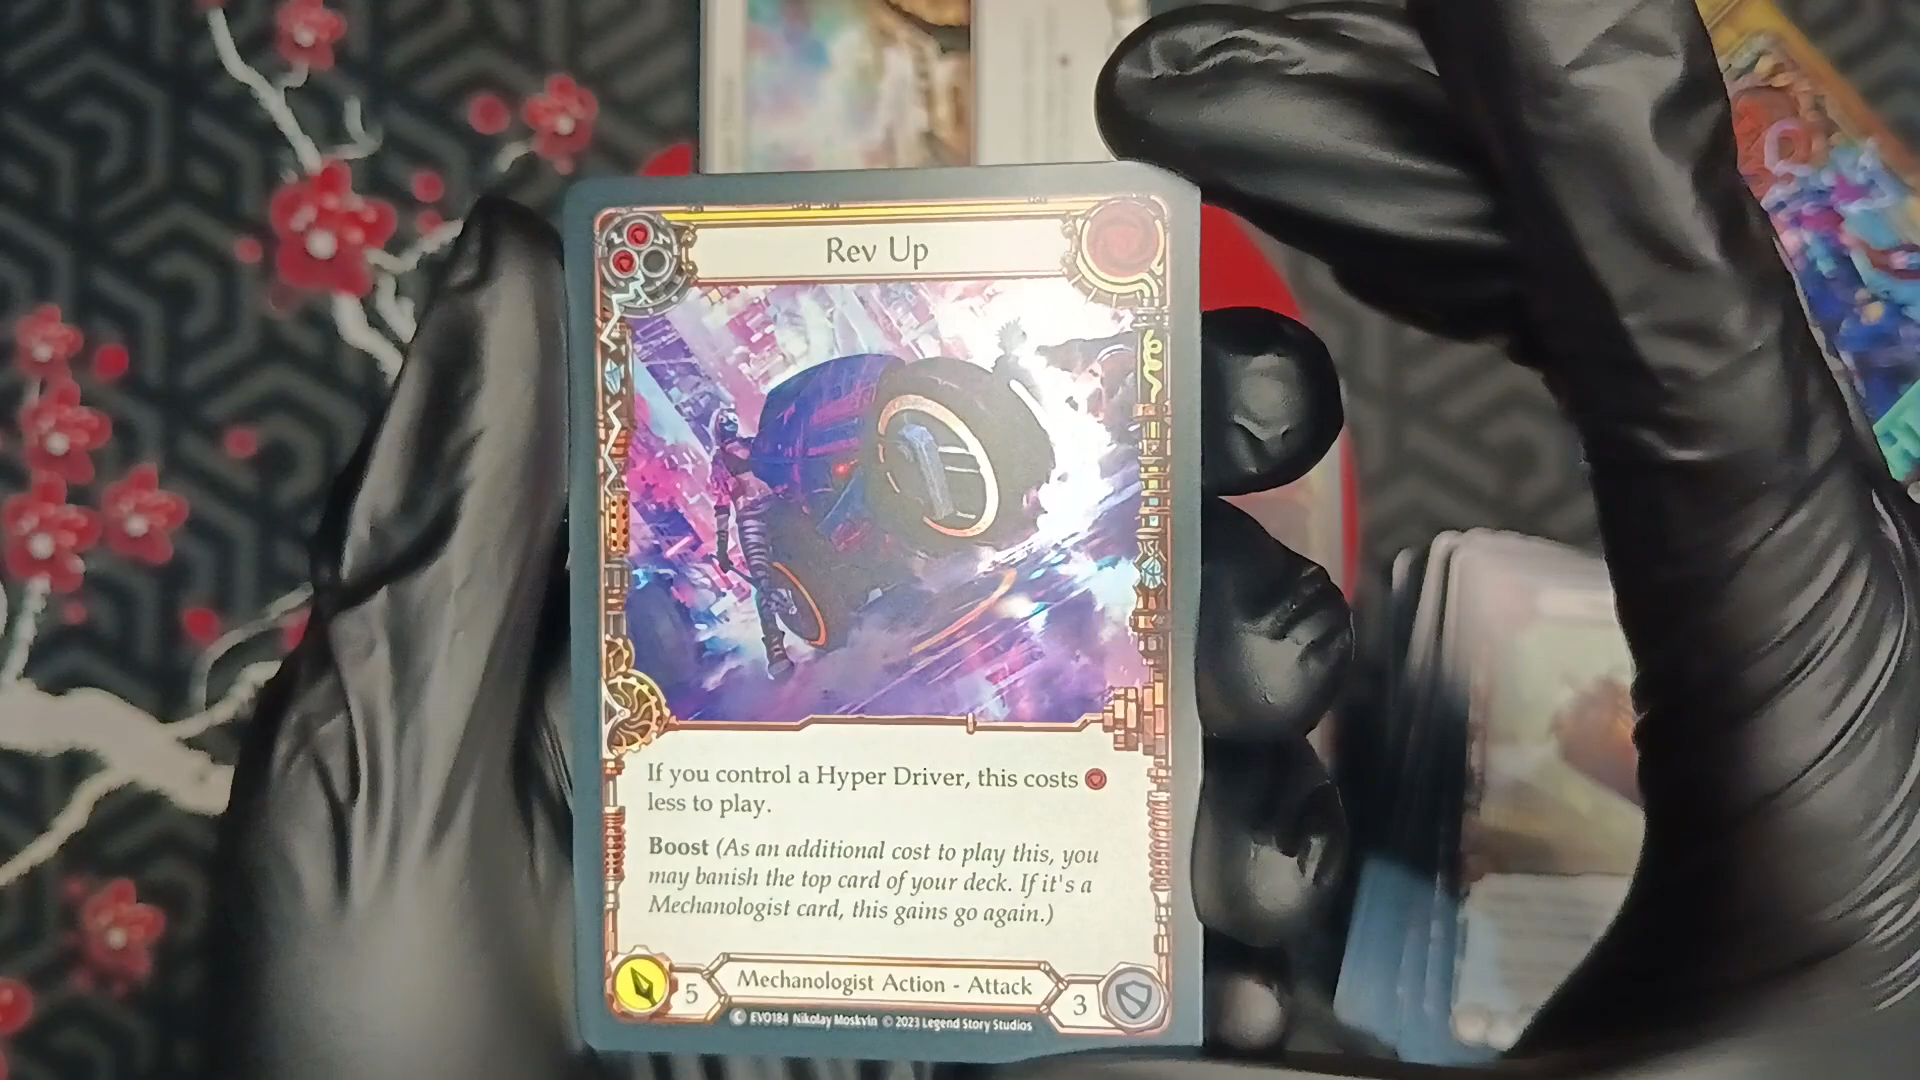 Rev Up
If you control a Hyper Driver, this costs
less to play.
Boost (As an additional cost to play this, you
may banish the top card of your deck. If it's a
Mechanologist card, this gains go again.)
5
Mechanologist Action - Attack
3
C EVO184 Nikolay Moskvin © 2023 Legend Story Studios